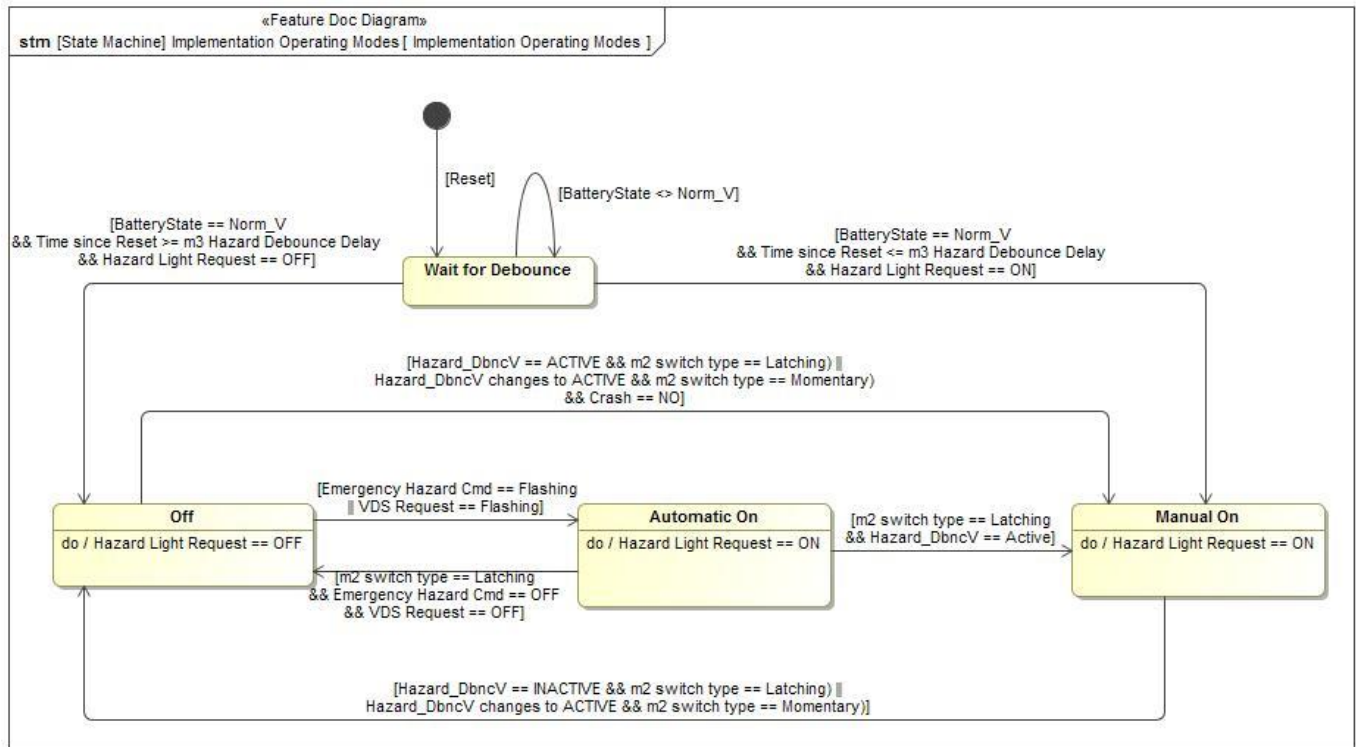 «Feature Doc Diagram»
stm [State Machine] Implementation Operating Modes [ Implementation Operating Modes ]
[Reset]
[BatteryState <> Norm_V]
[BatteryState == Norm_V
&& Time since Reset >= m3 Hazard Debounce Delay
&& Hazard Light Request == OFF]
[BatteryState == Norm_V
&& Time since Reset <= m3 Hazard Debounce Delay
&& Hazard Light Request == ON]
Wait for Debounce
[Hazard_DbncV == ACTIVE && m2 switch type == Latching) ||
Hazard_DbncV changes to ACTIVE && m2 switch type == Momentary)
&& Crash == NO]
[Emergency Hazard Cmd == Flashing
|| VDS Request == Flashing]
Off
do / Hazard Light Request == OFF
Automatic On
do / Hazard Light Request == ON
[m2 switch type == Latching
&& Hazard_DbncV == Active]
Manual On
do / Hazard Light Request == ON
[m2 switch type == Latching
&& Emergency Hazard Cmd == OFF
&& VDS Request == OFF]
[Hazard_DbncV == INACTIVE && m2 switch type == Latching) ||
Hazard_DbncV changes to ACTIVE && m2 switch type == Momentary)]